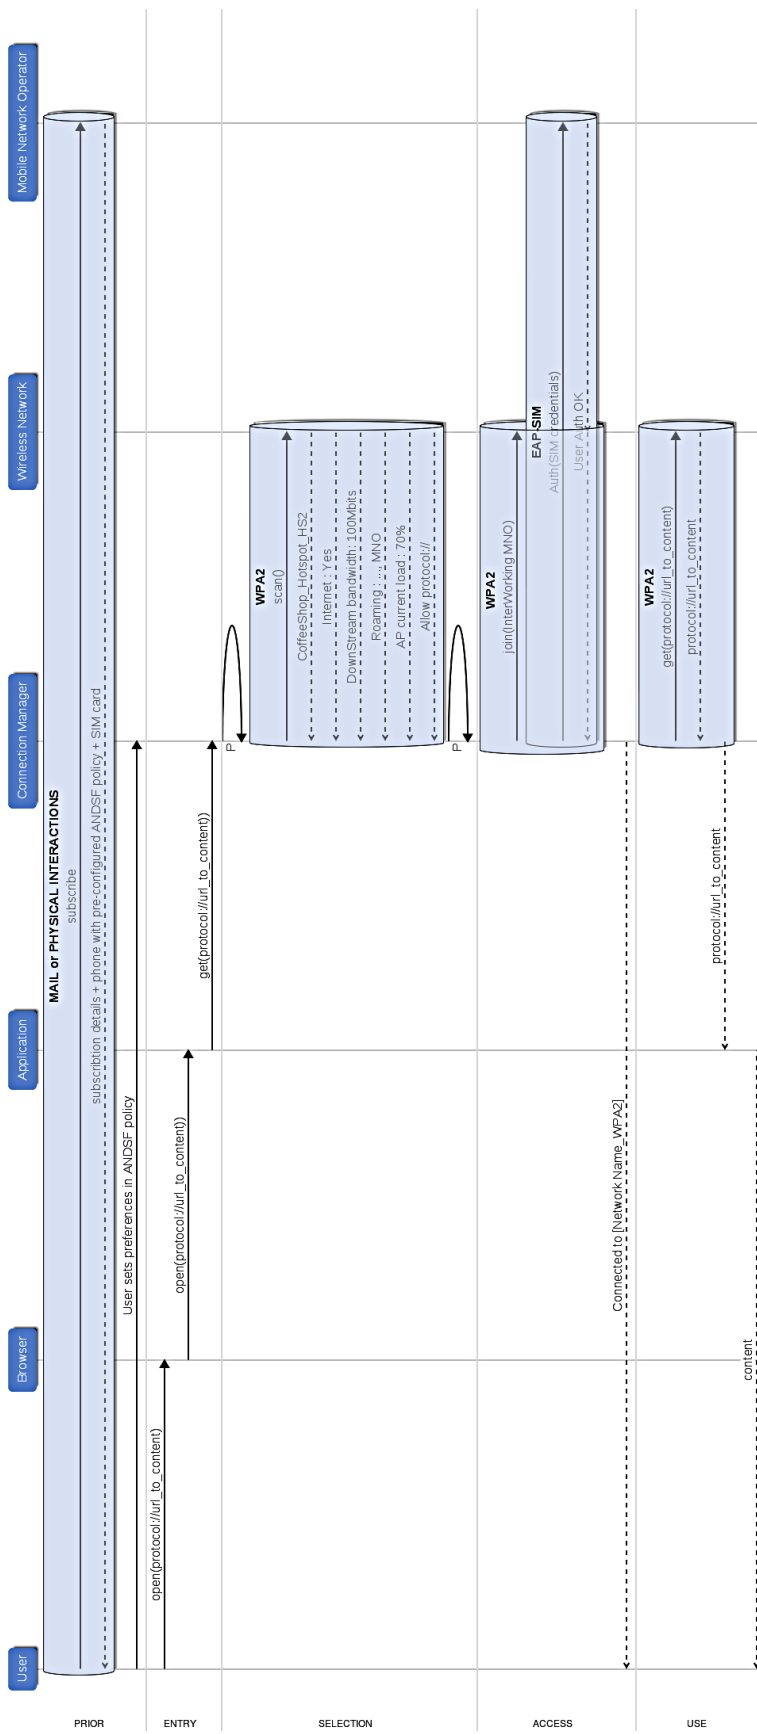 User
Browser
Application
Connection Manager
Wireless Network
Mobile Network Operator
MAIL or PHYSICAL INTERACTIONS
subscribe
subscribtion details + phone with pre-configured ANDSF policy + SIM card
User sets preferences in ANDSF policy
open(protocol://url_to_content)
open(protocol://url_to_content))
get(protocol://url_to_content))
P
WPA2
scan()
CoffeeShop_Hotspot_HS2
Internet : Yes
DownStream bandwidth: 100Mbits
Roaming : ..., MNO
AP current load : 70%
Allow protocol://
P
WPA2
join(InterWorking MNO)
EAP-SIM
Auth(SIM credentials)
User Auth OK
Connected to [Network Name_WPA2]
WPA2
get(protocol://url_to_content)
protocol://url_to_content
protocol://url_to_content
content
PRIOR
ENTRY
SELECTION
ACCESS
USE